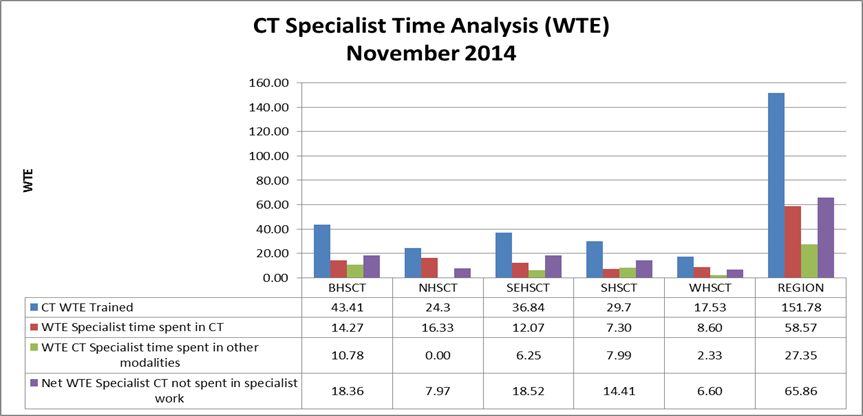 CT Specialist Time Analysis (WTE)
November 2014
WTE
160.00
140.00
120.00
100.00
80.00
60.00
40.00
20.00
0.00
BHSCT NHSCT SEHSCT SHSCT WHSCT REGION
CT WTE Trained 43.41 24.3 36.84 29.7 17.53 151.78
WTE Specialist time spent in CT 14.27 16.33 12.07 7.30 8.60 58.57
WTE CT Specialist time spent in other
modalities 10.78 0.00 6.25 7.99 2.33 27.35
Net WTE Specialist CT not spent in specialist
work 18.36 7.97 18.52 14.41 6.60 65.86